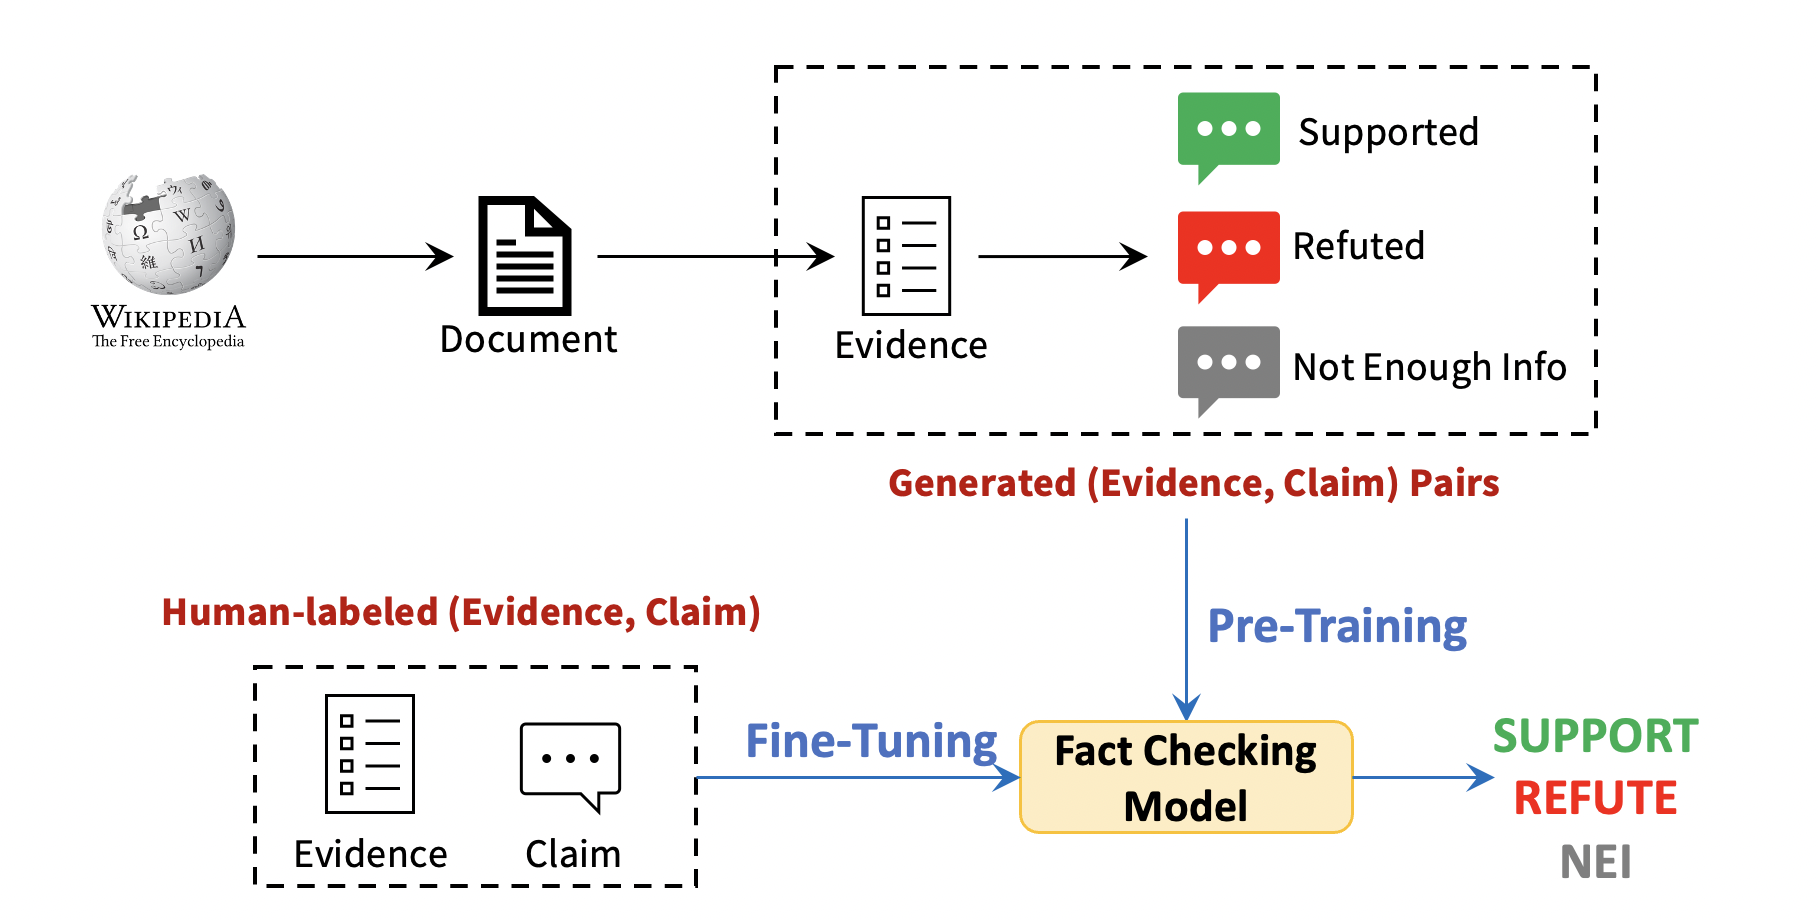 Supported
Refuted
Not Enough Info
WIKIPEDIA
The Free Encyclopedia
Document
Evidence
Generated (Evidence, Claim) Pairs
Human-labeled (Evidence, Claim)
Pre-Training
Evidence
Claim
Fine-Tuning
Fact Checking
Model
SUPPORT
REFUTE
NEI